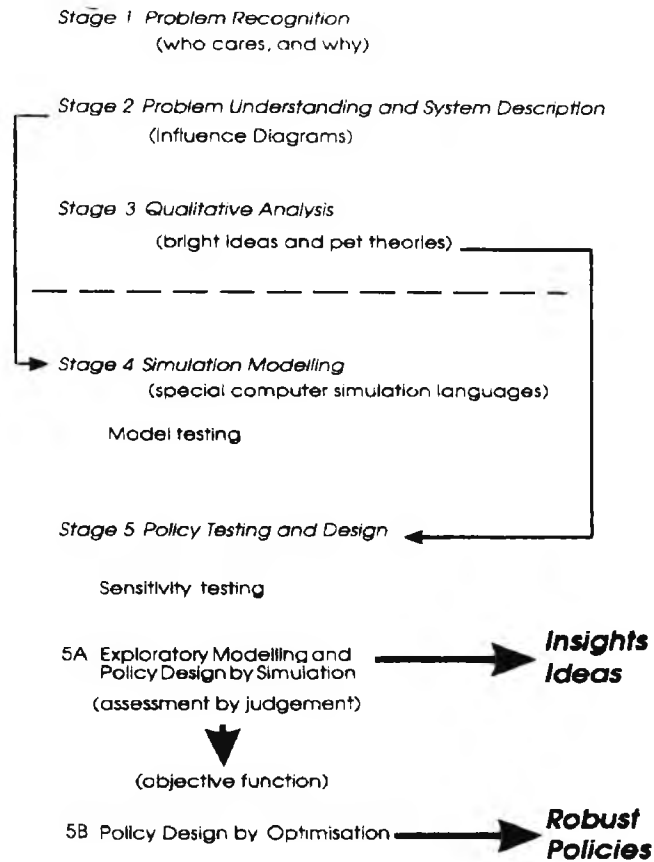 Stage 1 Problem Recognition
(who cares, and why)
Stage 2 Problem Understanding and System Description
(Influence Diagrams)
Stage 3 Qualitative Analysis
(bright ideas and pet theories)
Stage 4 Simulation Modelling
(special computer simulation languages)
Model testing
Stage 5 Policy Testing and Design
Sensitivity testing
5A Exploratory Modelling and
Policy Design by Simulation
(assessment by judgement)
Insights
Ideas
(objective function)
5B Policy Design by Optimisation
Robust
Policies